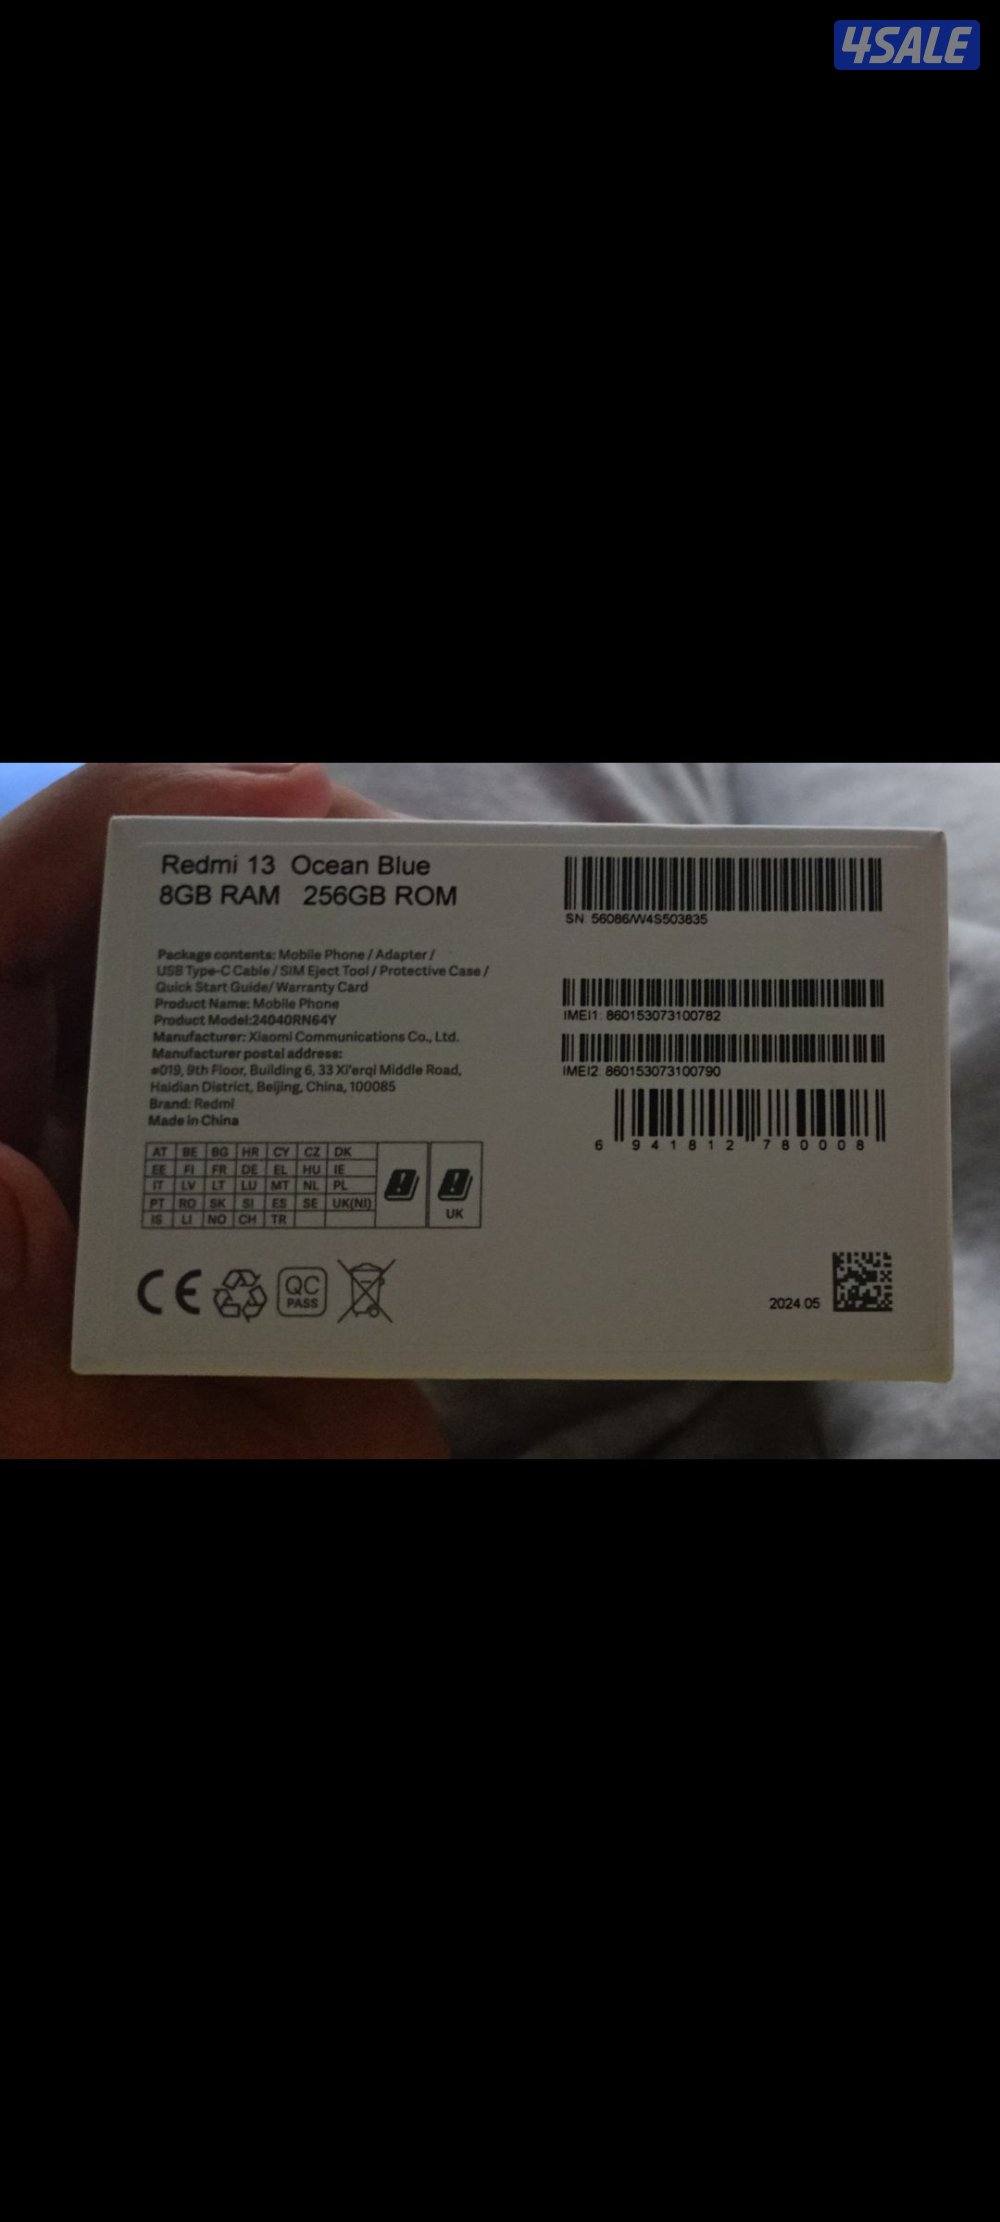 4SALE
Redmi 13 Ocean Blue
8GB RAM 256GB ROM
Package contents: Mobile Phone / Adapter /
USB Type-C Cable / SIM Eject Tool / Protective Case /
Quick Start Guide/ Warranty Card
Product Name: Mobile Phone
Product Model:24040RN64Y
Manufacturer: Xiaomi Communications Co., Ltd.
Manufacturer postal address:
#019, 9th Floor, Building 6, 33 Xi'erqi Middle Road,
Haidian District, Beijing, China, 100085
Brand: Redmi
Made in China
AT BE BG HR CY CZ DK
EE FI FR DE EL HU IE
IT LV LT LU MT NL PL
PT RO SK SI ES SE UK(NI)
IS LI NO CH TR
UK
CE
QC
PASS
SN: 56086/W4S503835
IMEI1: 860153073100782
IMEI2: 860153073100790
6 941812 780008
2024.05